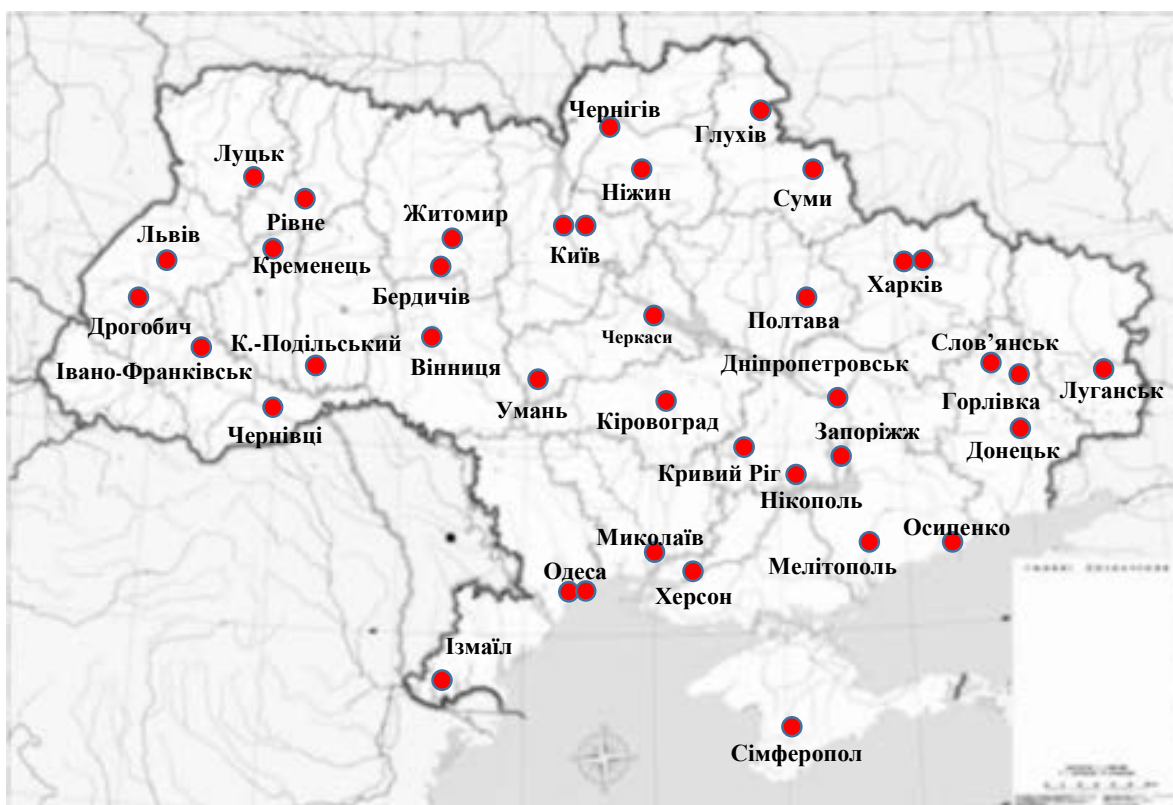 Чернігів
Глухів
Луцьк
Ніжин
Суми
Рівне
Житомир
Львів
Київ
Кременець
Харків
Бердичів
Дрогобич
Полтава
Черкаси
К.-Подільський
Слов’янськ
Вінниця
Дніпропетровськ
Івано-Франківськ
Луганськ
Горлівка
Умань
Кіровоград
Чернівці
Запоріжж
Донецьк
Кривий Ріг
Нікополь
Осипенко
Миколаїв
Мелітополь
Одеса
Херсон
Ізмаїл
Сімферопол